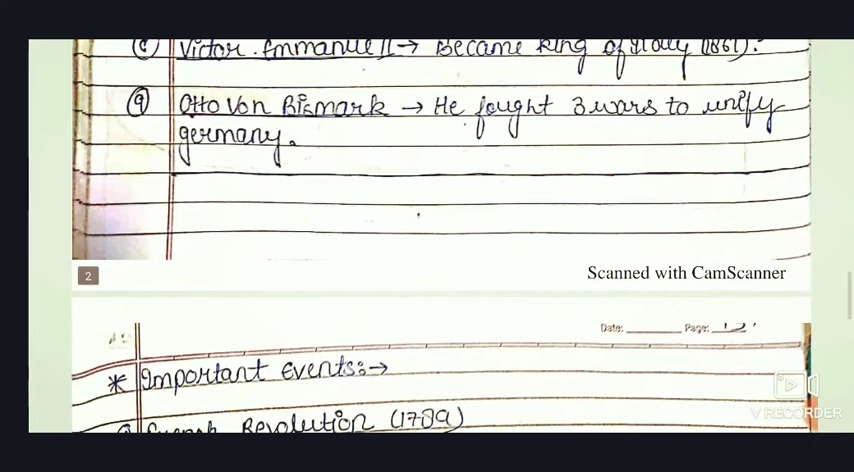 (8) Victor Emmanuel II → Became King of Italy (1861).
(9) Otto Von Bismark → He fought 3 wars to unify
germany.
2
Scanned with CamScanner
Date: Page:
* Important Events:→
French Revolution (1789)
V RECORDER